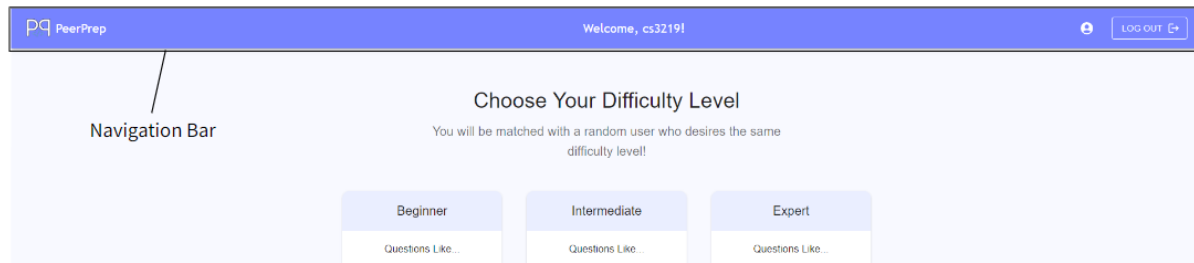 PeerPrep
Welcome, cs3219!
LOG OUT
Navigation Bar
Choose Your Difficulty Level
You will be matched with a random user who desires the same
difficulty level!
Beginner
Intermediate
Expert
Questions Like...
Questions Like...
Questions Like...